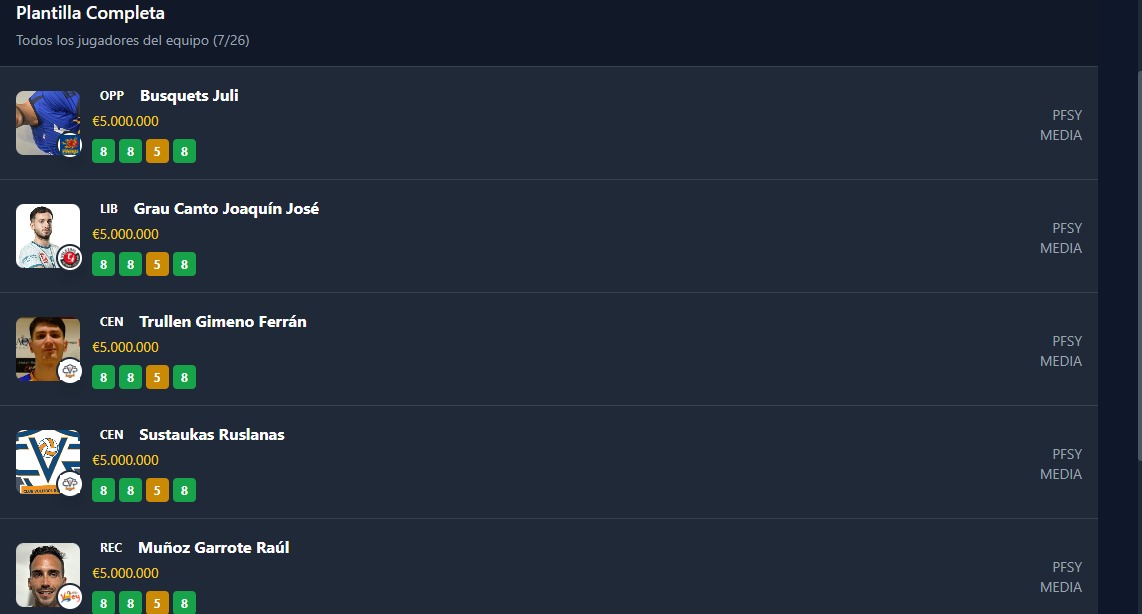 Plantilla Completa
Todos los jugadores del equipo (7/26)
OPP Busquets Juli
€5.000.000
8 8 5 8
PFSY
MEDIA
LIB Grau Canto Joaquín José
€5.000.000
8 8 5 8
PFSY
MEDIA
CEN Trullen Gimeno Ferrán
€5.000.000
8 8 5 8
PFSY
MEDIA
CEN Sustaukas Ruslanas
€5.000.000
8 8 5 8
PFSY
MEDIA
REC Muñoz Garrote Raúl
€5.000.000
8 8 5 8
PFSY
MEDIA